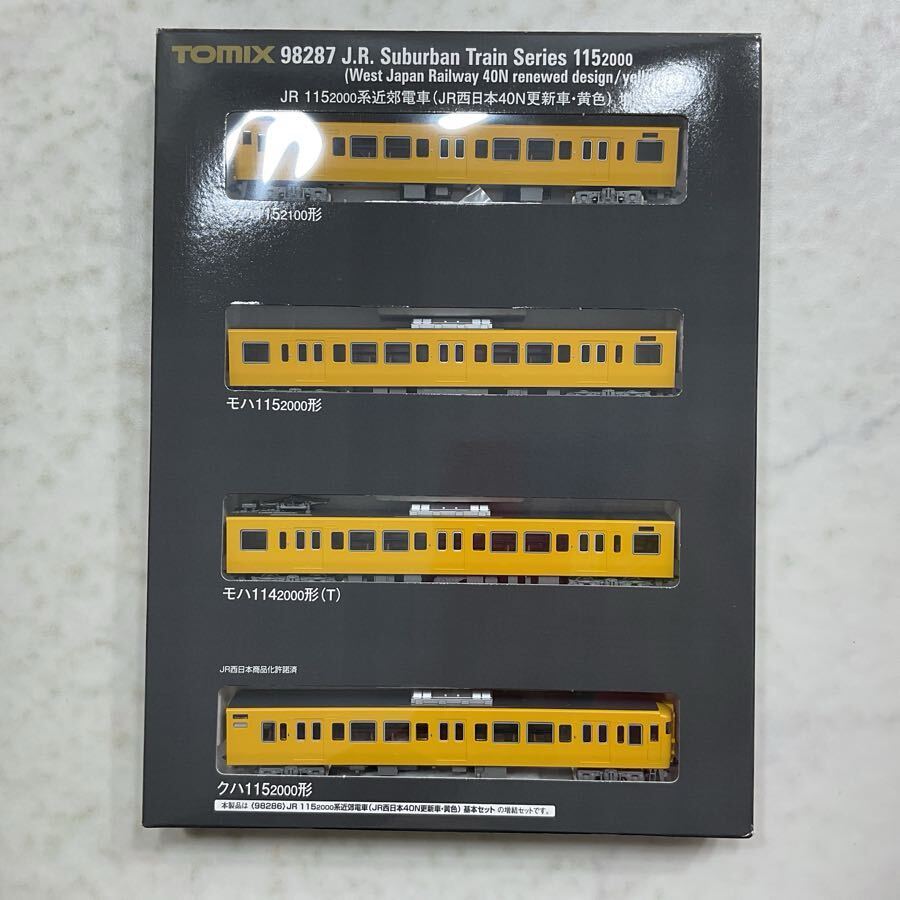 TOMIX 98287 J.R. Suburban Train Series 1152000
(West Japan Railway 40N renewed design/
JR 1152000系近郊電車(JR西日本40N更新車・黄色)
1152100形
モハ1152000形
モハ1142000形(T)
JR西日本商品化許諾済
クハ1152000形
本製品は〈98286〉JR 1152000系近郊電車(JR西日本40N更新車・黄色) 基本セット の増結セットです。